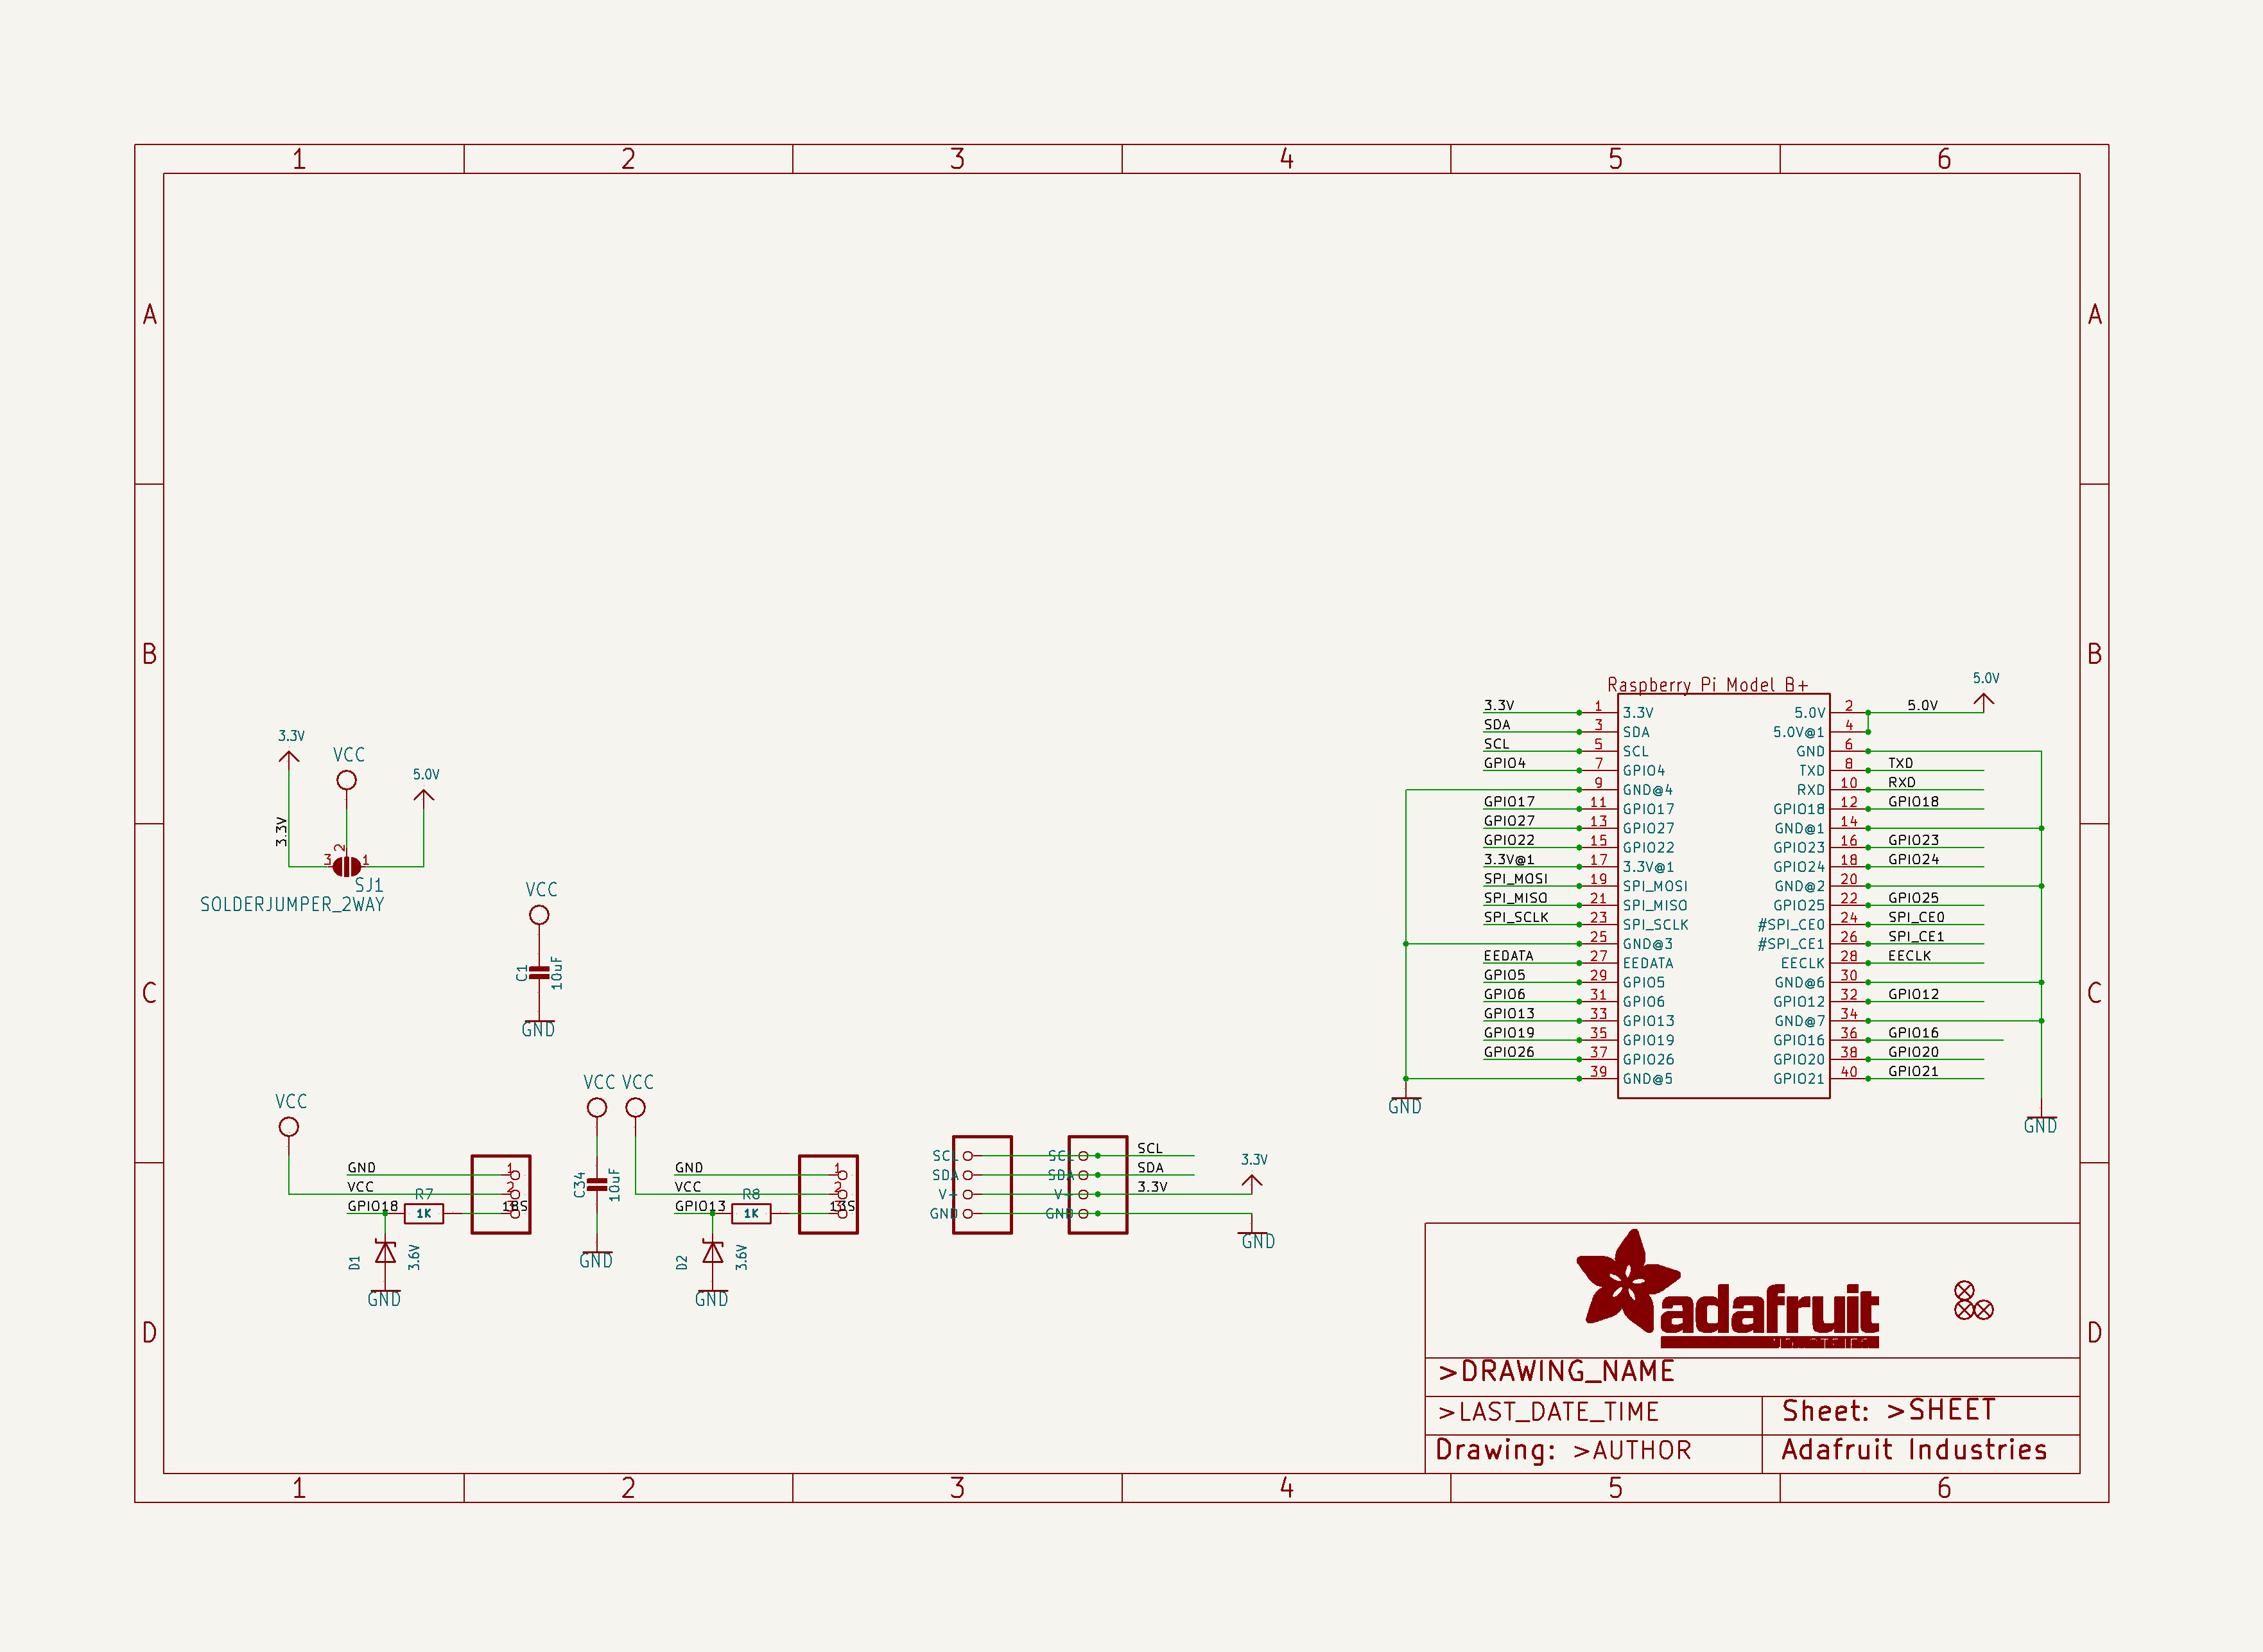 1 2 3 4 5 6
A A
B B
C C
D D
3.3V
VCC
5.0V
3.3V
3 2 1
SJ1
SOLDERJUMPER_2WAY
VCC
C1 10uF
GND
VCC
GND
VCC
GPIO18
R7
1K
1
2
18S
D1 3.6V
GND
VCC VCC
C34 10uF
GND
GND
VCC
GPIO13
R8
1K
1
2
13S
D2 3.6V
GND
SCL SCL SCL
SDA SDA SDA
V+ V+ 3.3V
GND GND
3.3V
GND
Raspberry Pi Model B+
5.0V
3.3V 1 3.3V 5.0V 2 5.0V
SDA 3 SDA 5.0V@1 4
SCL 5 SCL GND 6
GPIO4 7 GPIO4 TXD 8 TXD
9 GND@4 RXD 10 RXD
GPIO17 11 GPIO17 GPIO18 12 GPIO18
GPIO27 13 GPIO27 GND@1 14
GPIO22 15 GPIO22 GPIO23 16 GPIO23
3.3V@1 17 3.3V@1 GPIO24 18 GPIO24
SPI_MOSI 19 SPI_MOSI GND@2 20
SPI_MISO 21 SPI_MISO GPIO25 22 GPIO25
SPI_SCLK 23 SPI_SCLK #SPI_CE0 24 SPI_CE0
25 GND@3 #SPI_CE1 26 SPI_CE1
EEDATA 27 EEDATA EECLK 28 EECLK
GPIO5 29 GPIO5 GND@6 30
GPIO6 31 GPIO6 GPIO12 32 GPIO12
GPIO13 33 GPIO13 GND@7 34
GPIO19 35 GPIO19 GPIO16 36 GPIO16
GPIO26 37 GPIO26 GPIO20 38 GPIO20
39 GND@5 GPIO21 40 GPIO21
GND
GND
adafruit
>DRAWING_NAME
>LAST_DATE_TIME
Sheet: >SHEET
Drawing: >AUTHOR
Adafruit Industries
1 2 3 4 5 6